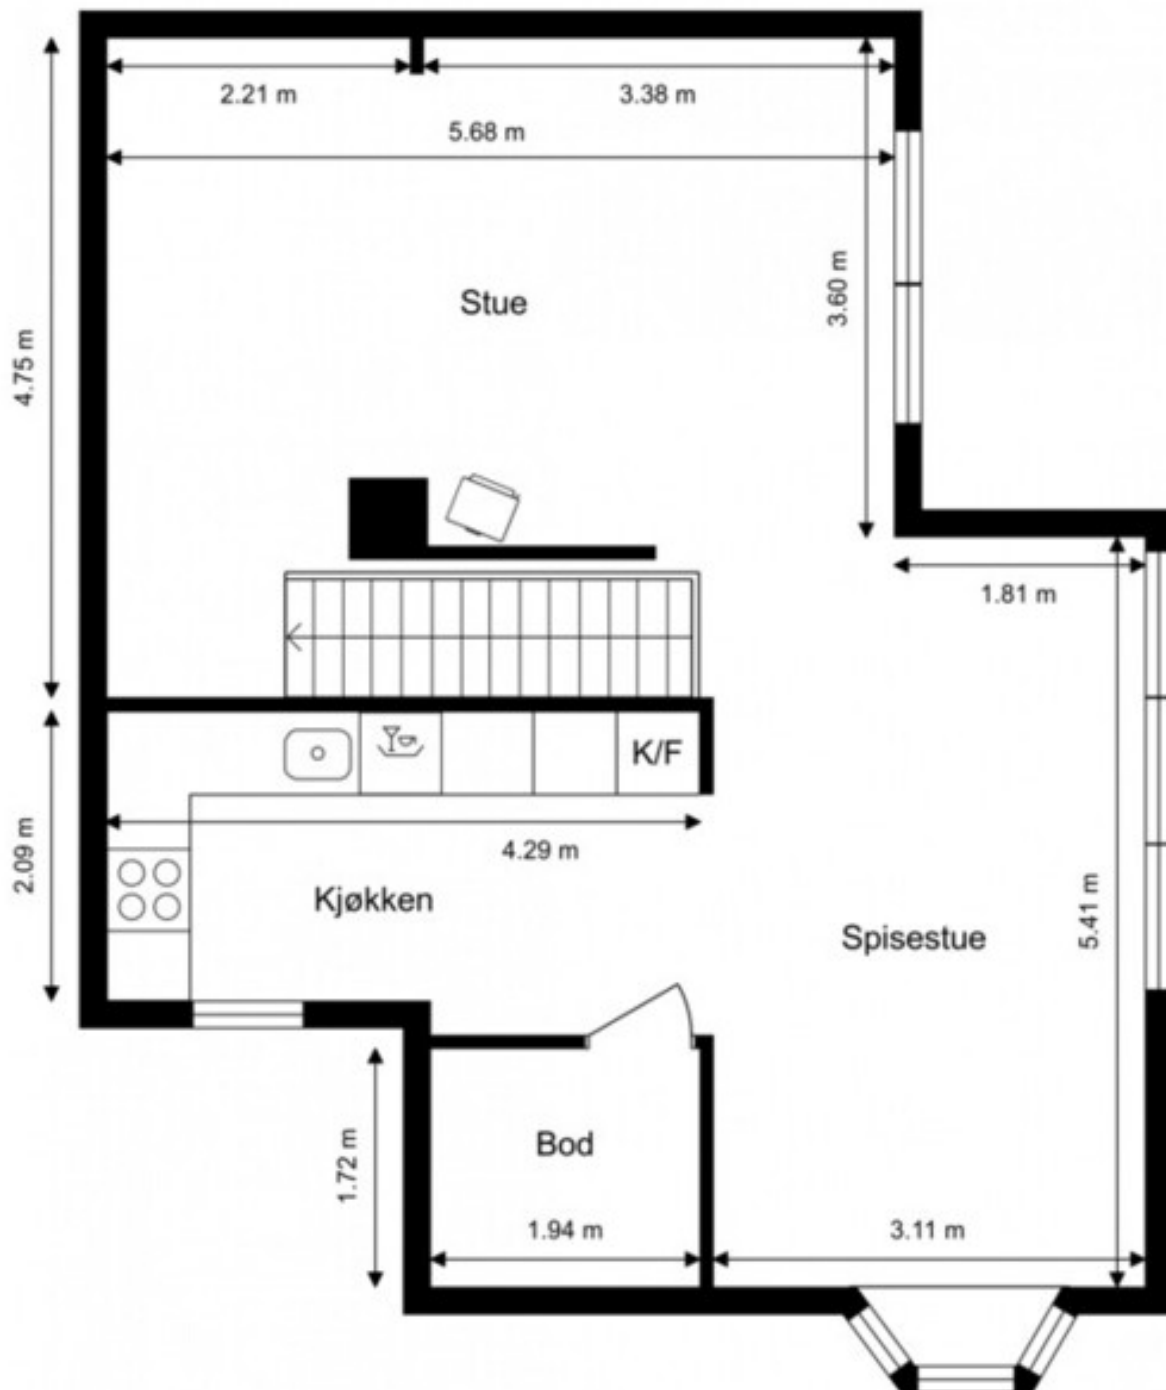 2.21 m
3.38 m
5.68 m
Stue
3.60 m
4.75 m
1.81 m
K/F
4.29 m
2.09 m
Kjøkken
Spisestue
5.41 m
Bod
1.72 m
1.94 m
3.11 m